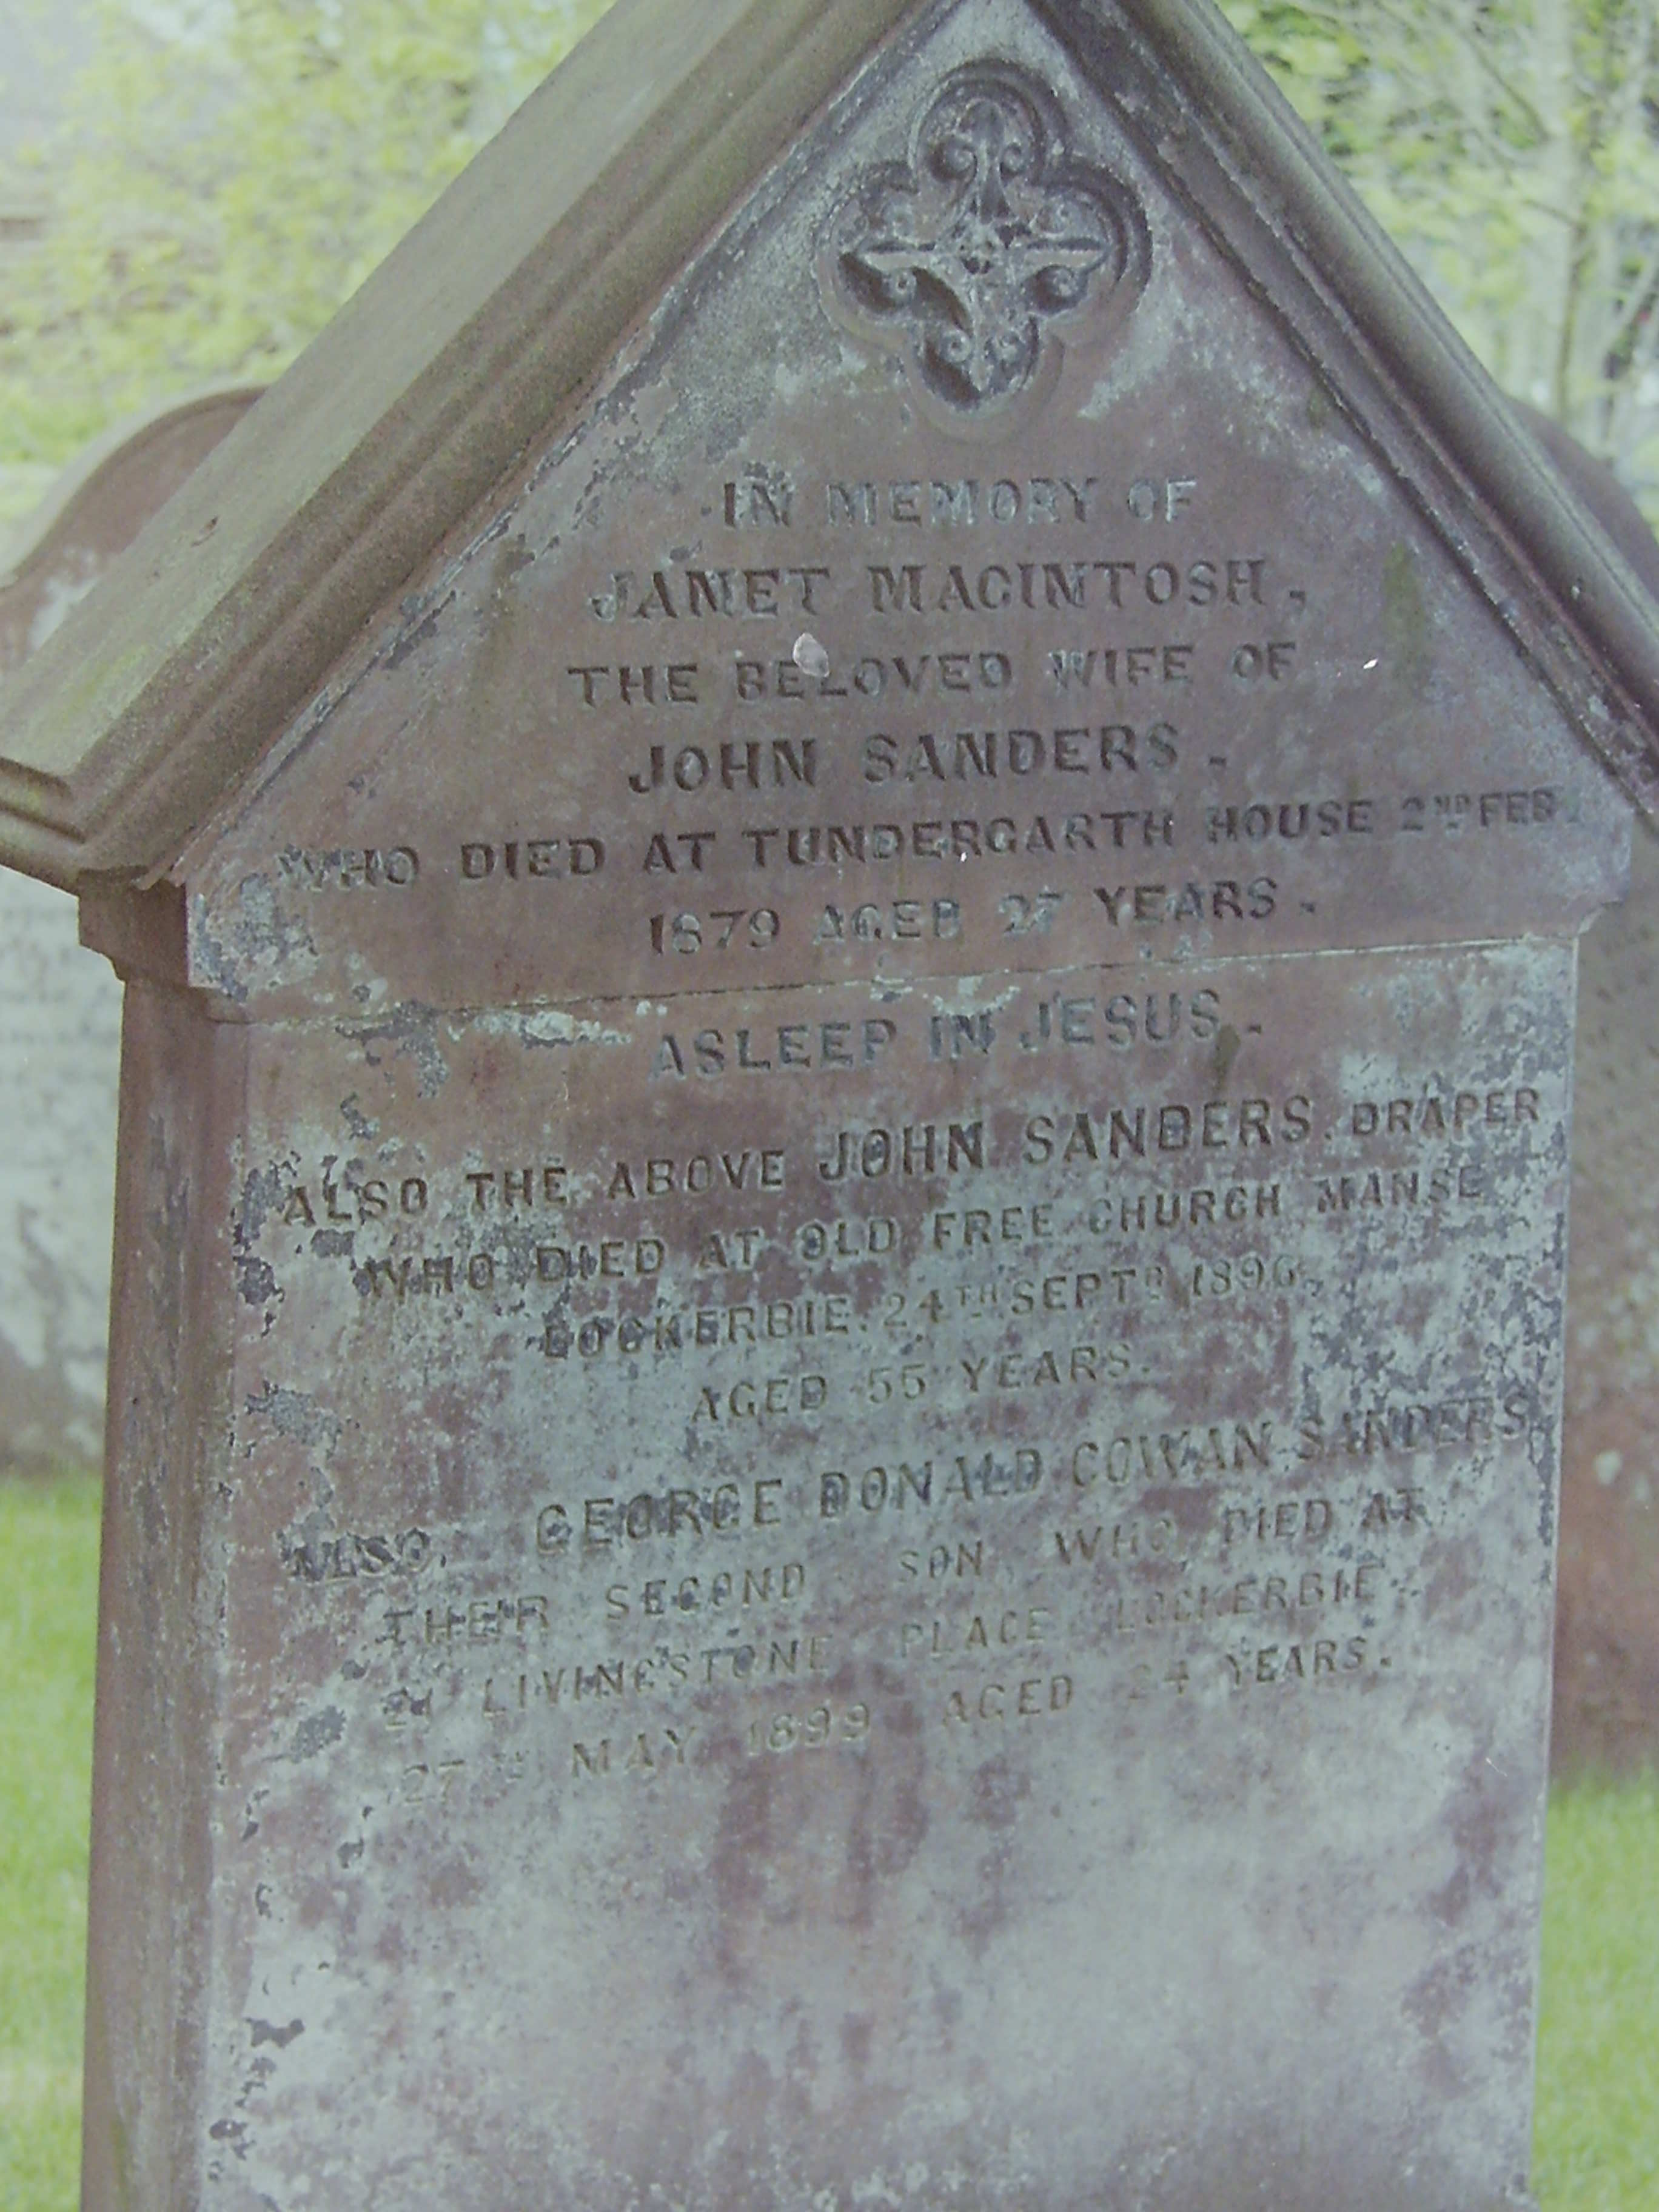 IN MEMORY OF
JANET MACINTOSH,
THE BELOVED WIFE OF
JOHN SANDERS.
WHO DIED AT TUNDERGARTH HOUSE 2ND FEB
1879 AGED 27 YEARS.
ASLEEP IN JESUS.
ALSO THE ABOVE JOHN SANDERS, DRAPER
WHO DIED AT OLD FREE CHURCH MANSE
LOCKERBIE. 24TH SEPTR 1896.
AGED 55 YEARS.
ALSO, GEORGE DONALD COWAN SANDERS,
THEIR SECOND SON, WHO DIED AT
LIVINGSTONE PLACE LOCKERBIE
27TH MAY 1899 AGED 24 YEARS.